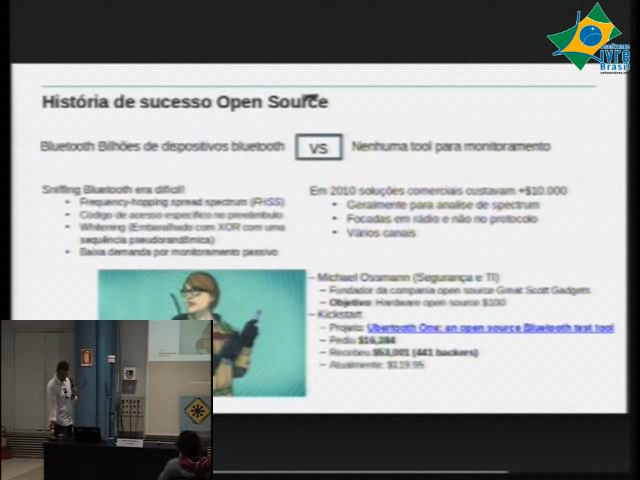 software
livre
Brasil
História de sucesso Open Source
Bluetooth Bilhões de dispositivos bluetooth
vs
Nenhuma tool para monitoramento
Sniffing Bluetooth era difícil!
Frequency-hopping spread spectrum (FHSS)
Código de acesso específico no preâmbulo
Whitening (Embaralhado com XOR com uma
sequência pseudorandômica)
Baixa demanda por monitoramento passivo
Em 2010 soluções comerciais custavam +$10.000
Geralmente para analise de spectrum
Focadas em rádio e não no protocolo
Vários canais
– Michael Ossmann (Segurança e TI)
– Fundador da compania open source Great Scott Gadgets
– Objetivo: Hardware open source $100
– Kickstart:
– Projeto: Ubertooth One: an open source Bluetooth test tool
– Pediu $16,384
– Recebeu $53,001 (441 backers)
– Atualmente: $119.95